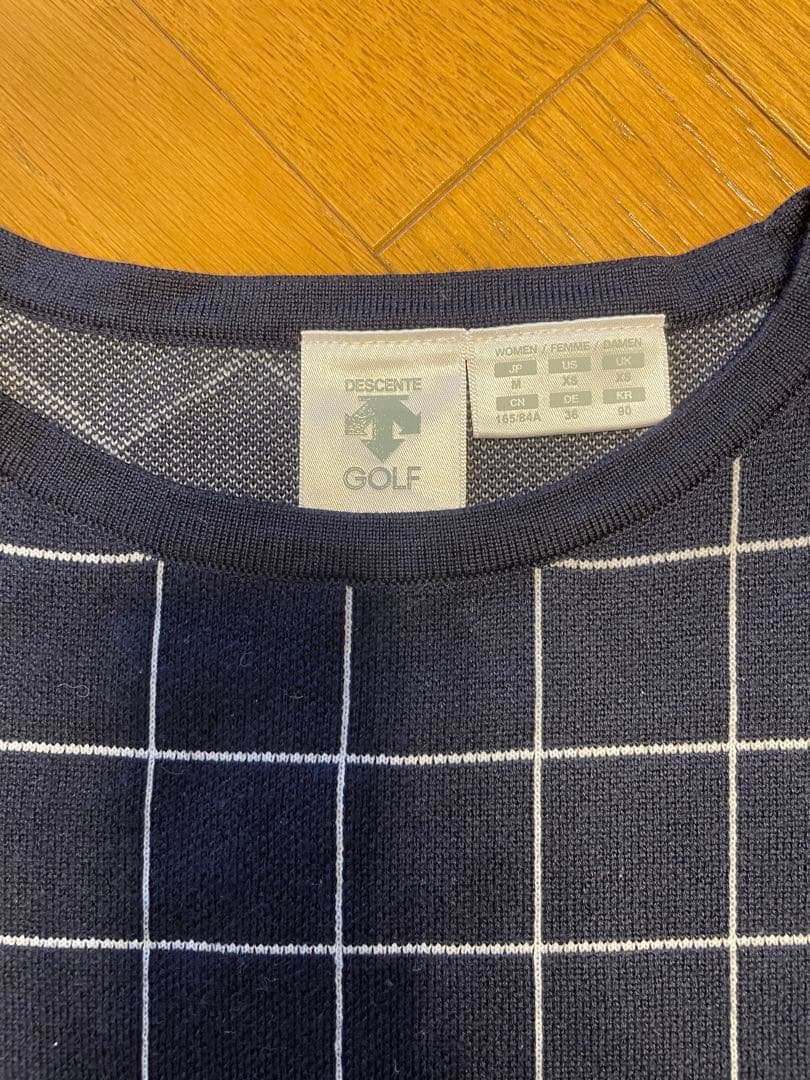 DESCENTE
GOLF
WOMEN / FEMME / DAMEN
JP US UK
M XS XS
CN DE KR
165/84A 36 90